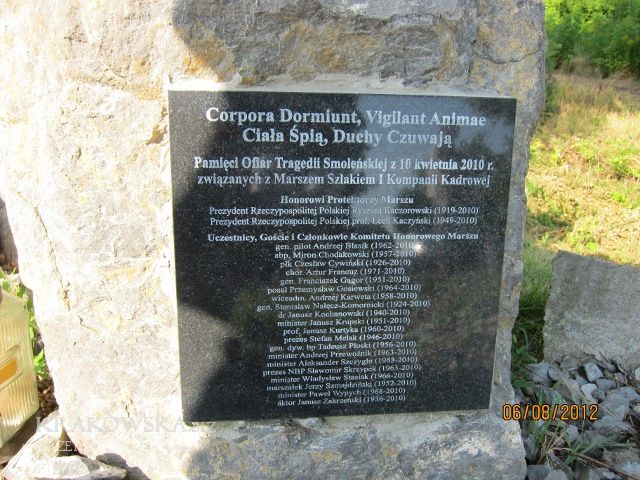 Corpora Dormiunt, Vigilant Animae
Ciała Śpią, Duchy Czuwają
Pamięci Ofiar Tragedii Smoleńskiej z 10 kwietnia 2010 r.
związanych z Marszem Szlakiem I Kompanii Kadrowej
Honorowi Protektorzy Marszu
Prezydent Rzeczypospolitej Polskiej Ryszard Kaczorowski (1919-2010)
Prezydent Rzeczypospolitej Polskiej prof. Lech Kaczyński (1949-2010)
Uczestnicy, Goście i Członkowie Komitetu Honorowego Marszu
gen. pilot Andrzej Błasik (1962-2010)
abp. Miron Chodakowski (1957-2010)
płk Czesław Cywiński (1926-2010)
chor. Artur Francuz (1971-2010)
gen. Franciszek Gągor (1951-2010)
poseł Przemysław Gosiewski (1964-2010)
wiceadm. Andrzej Karweta (1958-2010)
gen. Stanisław Nałęcz-Komornicki (1924-2010)
dr Janusz Kochanowski (1940-2010)
minister Janusz Krupski (1951-2010)
prof. Janusz Kurtyka (1960-2010)
prezes Stefan Melak (1946-2010)
gen. dyw. bp Tadeusz Płoski (1956-2010)
minister Andrzej Przewoźnik (1963-2010)
minister Aleksander Szczygło (1963-2010)
prezes NBP Sławomir Skrzypek (1963-2010)
minister Władysław Stasiak (1966-2010)
marszałek Jerzy Szmajdziński (1952-2010)
minister Paweł Wypych (1968-2010)
aktor Janusz Zakrzeński (1936-2010)
06/08/2012